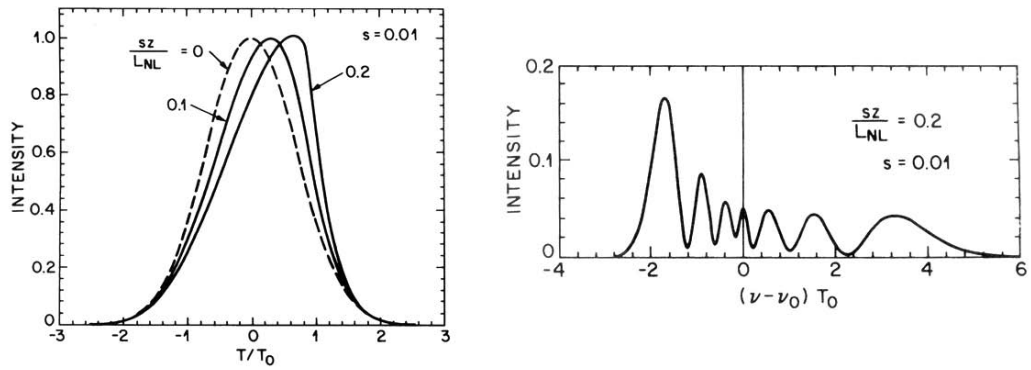 1.0
0.8
0.6
0.4
0.2
0
INTENSITY
sz
L_NL = 0
s = 0.01
0.1
0.2
-3 -2 -1 0 1 2 3
T/T_0
0.2
0.1
0
INTENSITY
sz
L_NL = 0.2
s = 0.01
-4 -2 0 2 4 6
(ν-ν_0) T_0